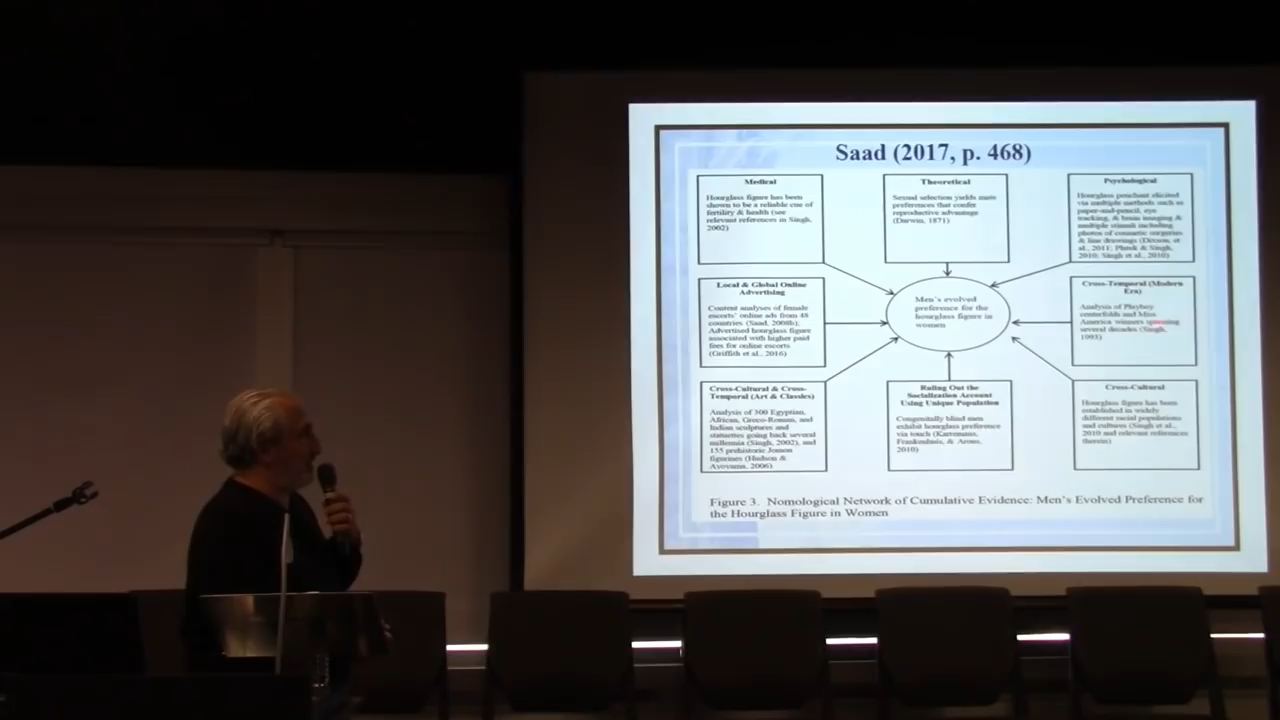 Saad (2017, p. 468)
Medical
Hourglass figure has been
shown to be a reliable cue of
fertility & health (see
relevant references in Singh,
2002)
Theoretical
Sexual selection yields mate
preferences that confer
reproductive advantage
(Darwin, 1871)
Psychological
Hourglass penchant elicited
via multiple methods such as
paper-and-pencil, eye
tracking, & brain imaging &
multiple stimuli including
photos of cosmetic surgeries
& line drawings (Dixson, et
al., 2011; Platek & Singh,
2010; Singh et al., 2010)
Local & Global Online
Advertising
Content analyses of female
escorts' online ads from 48
countries (Saad, 2008b);
Advertised hourglass figure
associated with higher paid
fees for online escorts
(Griffith et al., 2016)
Men's evolved
preference for the
hourglass figure in
women
Cross-Temporal (Modern
Era)
Analysis of Playboy
centerfolds and Miss
America winners spanning
several decades (Singh,
1993)
Cross-Cultural & Cross-
Temporal (Art & Classics)
Analysis of 300 Egyptian,
African, Greco-Roman, and
Indian sculptures and
statuettes going back several
millennia (Singh, 2002), and
155 prehistoric Jomon
figurines (Hudson &
Aoyama, 2006)
Ruling Out the
Socialization Account
Using Unique Population
Congenitally blind men
exhibit hourglass preference
via touch (Karremans,
Frankenhuis, & Arons,
2010)
Cross-Cultural
Hourglass figure has been
established in widely
different racial populations
and cultures (Singh et al.,
2010 and relevant references
therein)
Figure 3. Nomological Network of Cumulative Evidence: Men's Evolved Preference for
the Hourglass Figure in Women